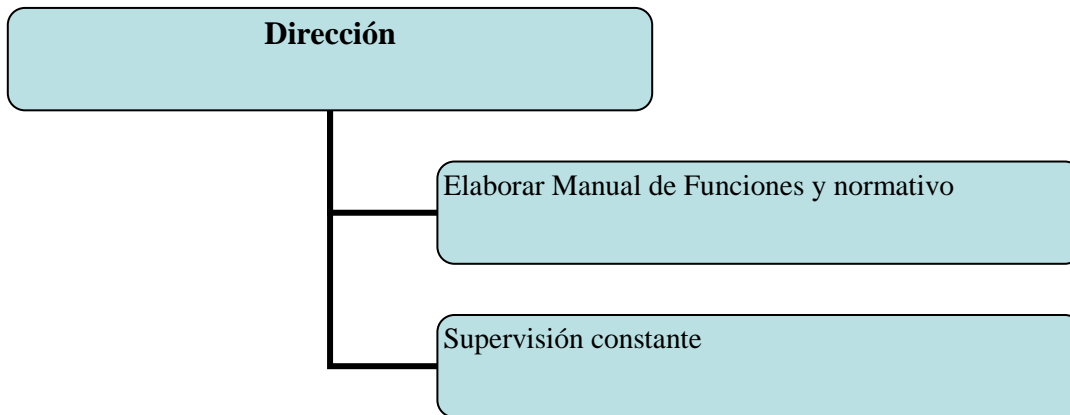 Dirección
Elaborar Manual de Funciones y normativo
Supervisión constante